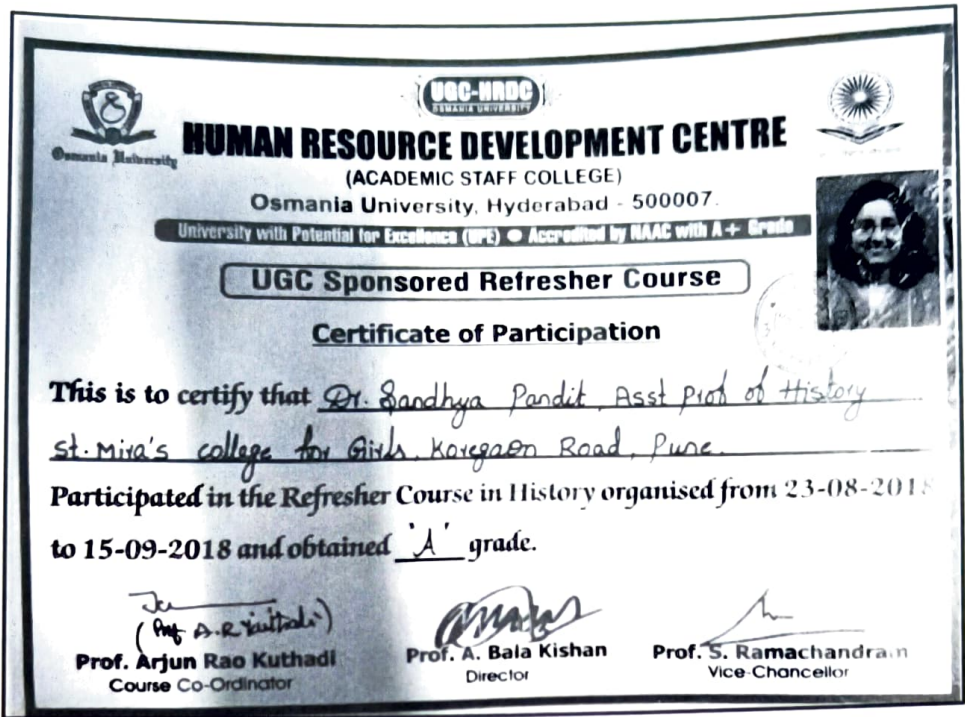 UGC-HRDC
OSMANIA UNIVERSITY
Osmania University
HUMAN RESOURCE DEVELOPMENT CENTRE
(ACADEMIC STAFF COLLEGE)
Osmania University, Hyderabad - 500007.
University with Potential for Excellence (UPE) ● Accredited by NAAC with A+ Grade
UGC Sponsored Refresher Course
Certificate of Participation
This is to certify that Dr. Sandhya Pandit, Asst Prof of History
St. Mira's college for Girls, Koregaon Road, Pune.
Participated in the Refresher Course in History organised from 23-08-2018
to 15-09-2018 and obtained 'A' grade.
(Prof A.R Kuthadi)
Prof. Arjun Rao Kuthadi
Course Co-Ordinator
Prof. A. Bala Kishan
Director
Prof. S. Ramachandram
Vice-Chancellor